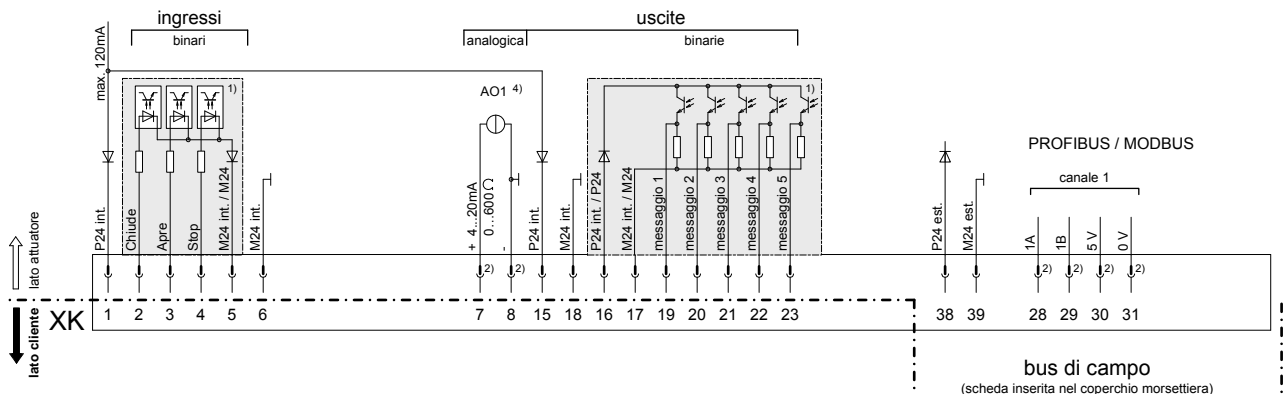 ingressi
uscite
binari
analogica
binarie
max. 120mA
1)
AO1 4)
1)
PROFIBUS / MODBUS
canale 1
P24 int.
Chiude
Apre
Stop
M24 int. / M24
M24 int.
+ 4...20mA
0...600Ω
-
P24 int.
M24 int.
P24 int. / P24
M24 int. / M24
messaggio 1
messaggio 2
messaggio 3
messaggio 4
messaggio 5
P24 est.
M24 est.
1A
1B
5 V
0 V
lato attuatore
2) 2) 2) 2) 2) 2)
lato cliente
XK 1 2 3 4 5 6 7 8 15 18 16 17 19 20 21 22 23 38 39 28 29 30 31
bus di campo
(scheda inserita nel coperchio morsettiera)